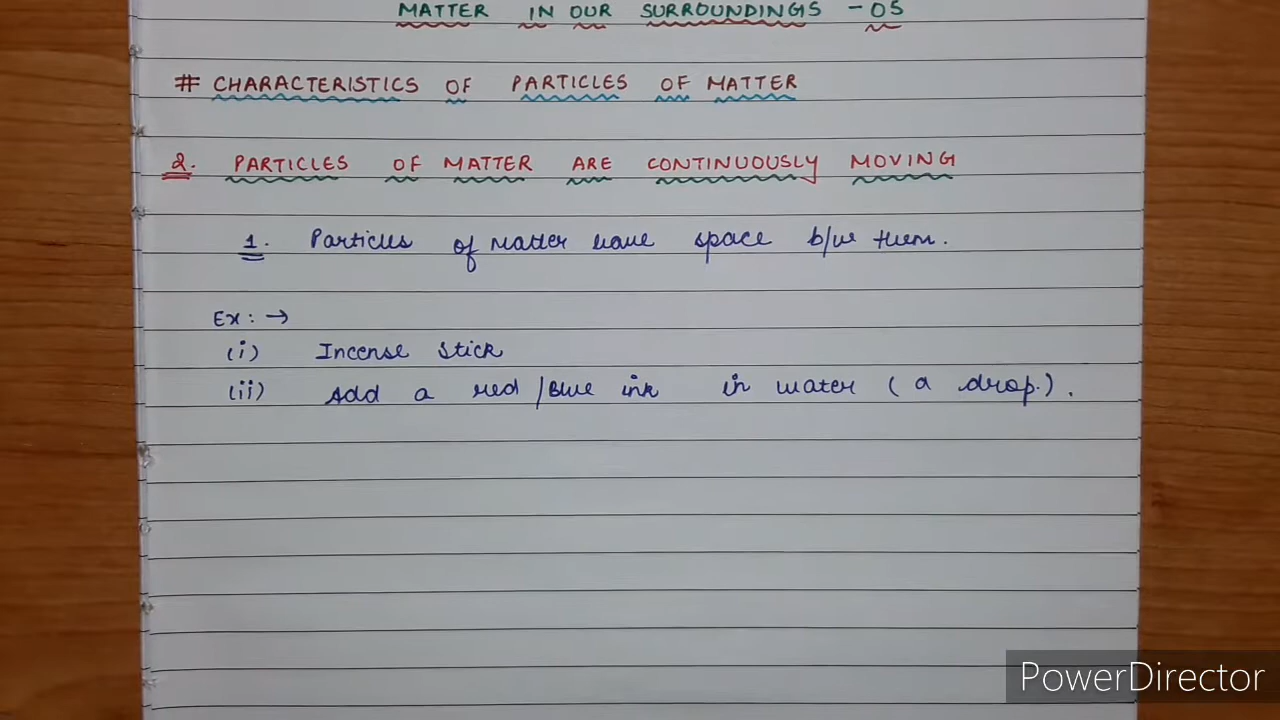 MATTER IN OUR SURROUNDINGS - 05
# CHARACTERISTICS OF PARTICLES OF MATTER
2. PARTICLES OF MATTER ARE CONTINUOUSLY MOVING
1. Particles of Matter have space b/w them.
Ex: →
(i) Incense Stick
(ii) Add a red/Blue ink in water (a drop.).
PowerDirector